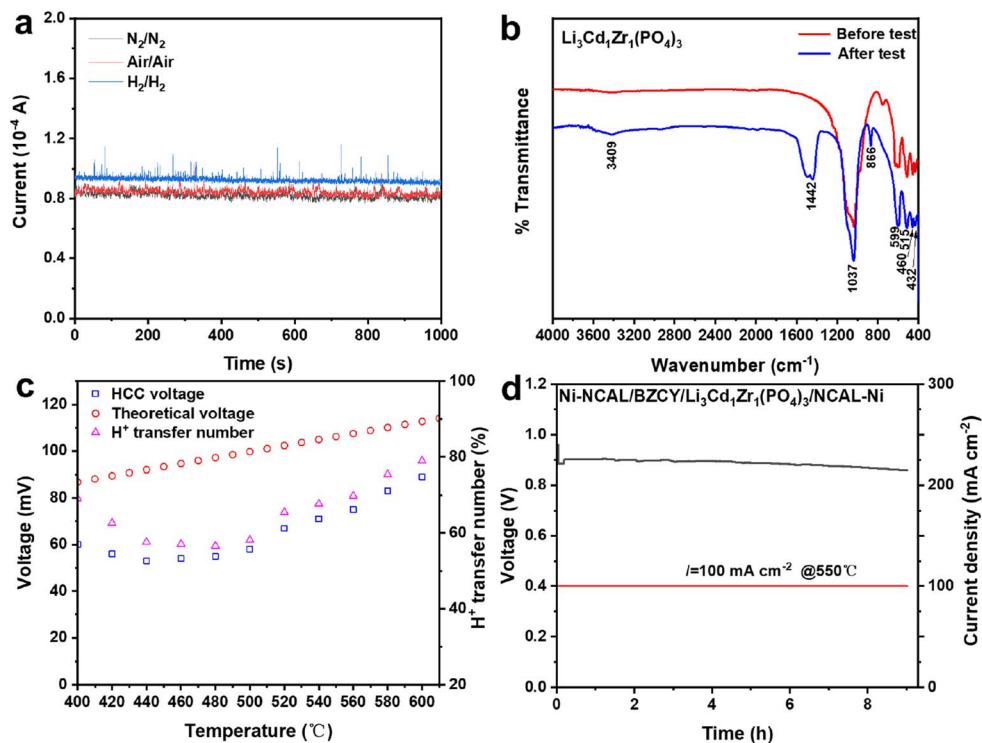 a
N₂/N₂
Air/Air
H₂/H₂
2.0
1.6
1.2
0.8
0.4
0.0
Current (10⁻⁴ A)
0 200 400 600 800 1000
Time (s)
b
Li₃Cd₁Zr₁(PO₄)₃
Before test
After test
% Transmittance
3409
1442
1037
866
599
515
460
432
4000 3600 3200 2800 2400 2000 1600 1200 800 400
Wavenumber (cm⁻¹)
c
HCC voltage
Theoretical voltage
H⁺ transfer number
120
100
80
60
40
20
0
Voltage (mV)
100
80
60
40
20
H⁺ transfer number (%)
400 420 440 460 480 500 520 540 560 580 600
Temperature (℃)
d
Ni-NCAL/BZCY/Li₃Cd₁Zr₁(PO₄)₃/NCAL-Ni
1.2
1.0
0.8
0.6
0.4
0.2
0.0
Voltage (V)
i=100 mA cm⁻² @550℃
300
250
200
150
100
50
0
Current density (mA cm⁻²)
0 2 4 6 8
Time (h)